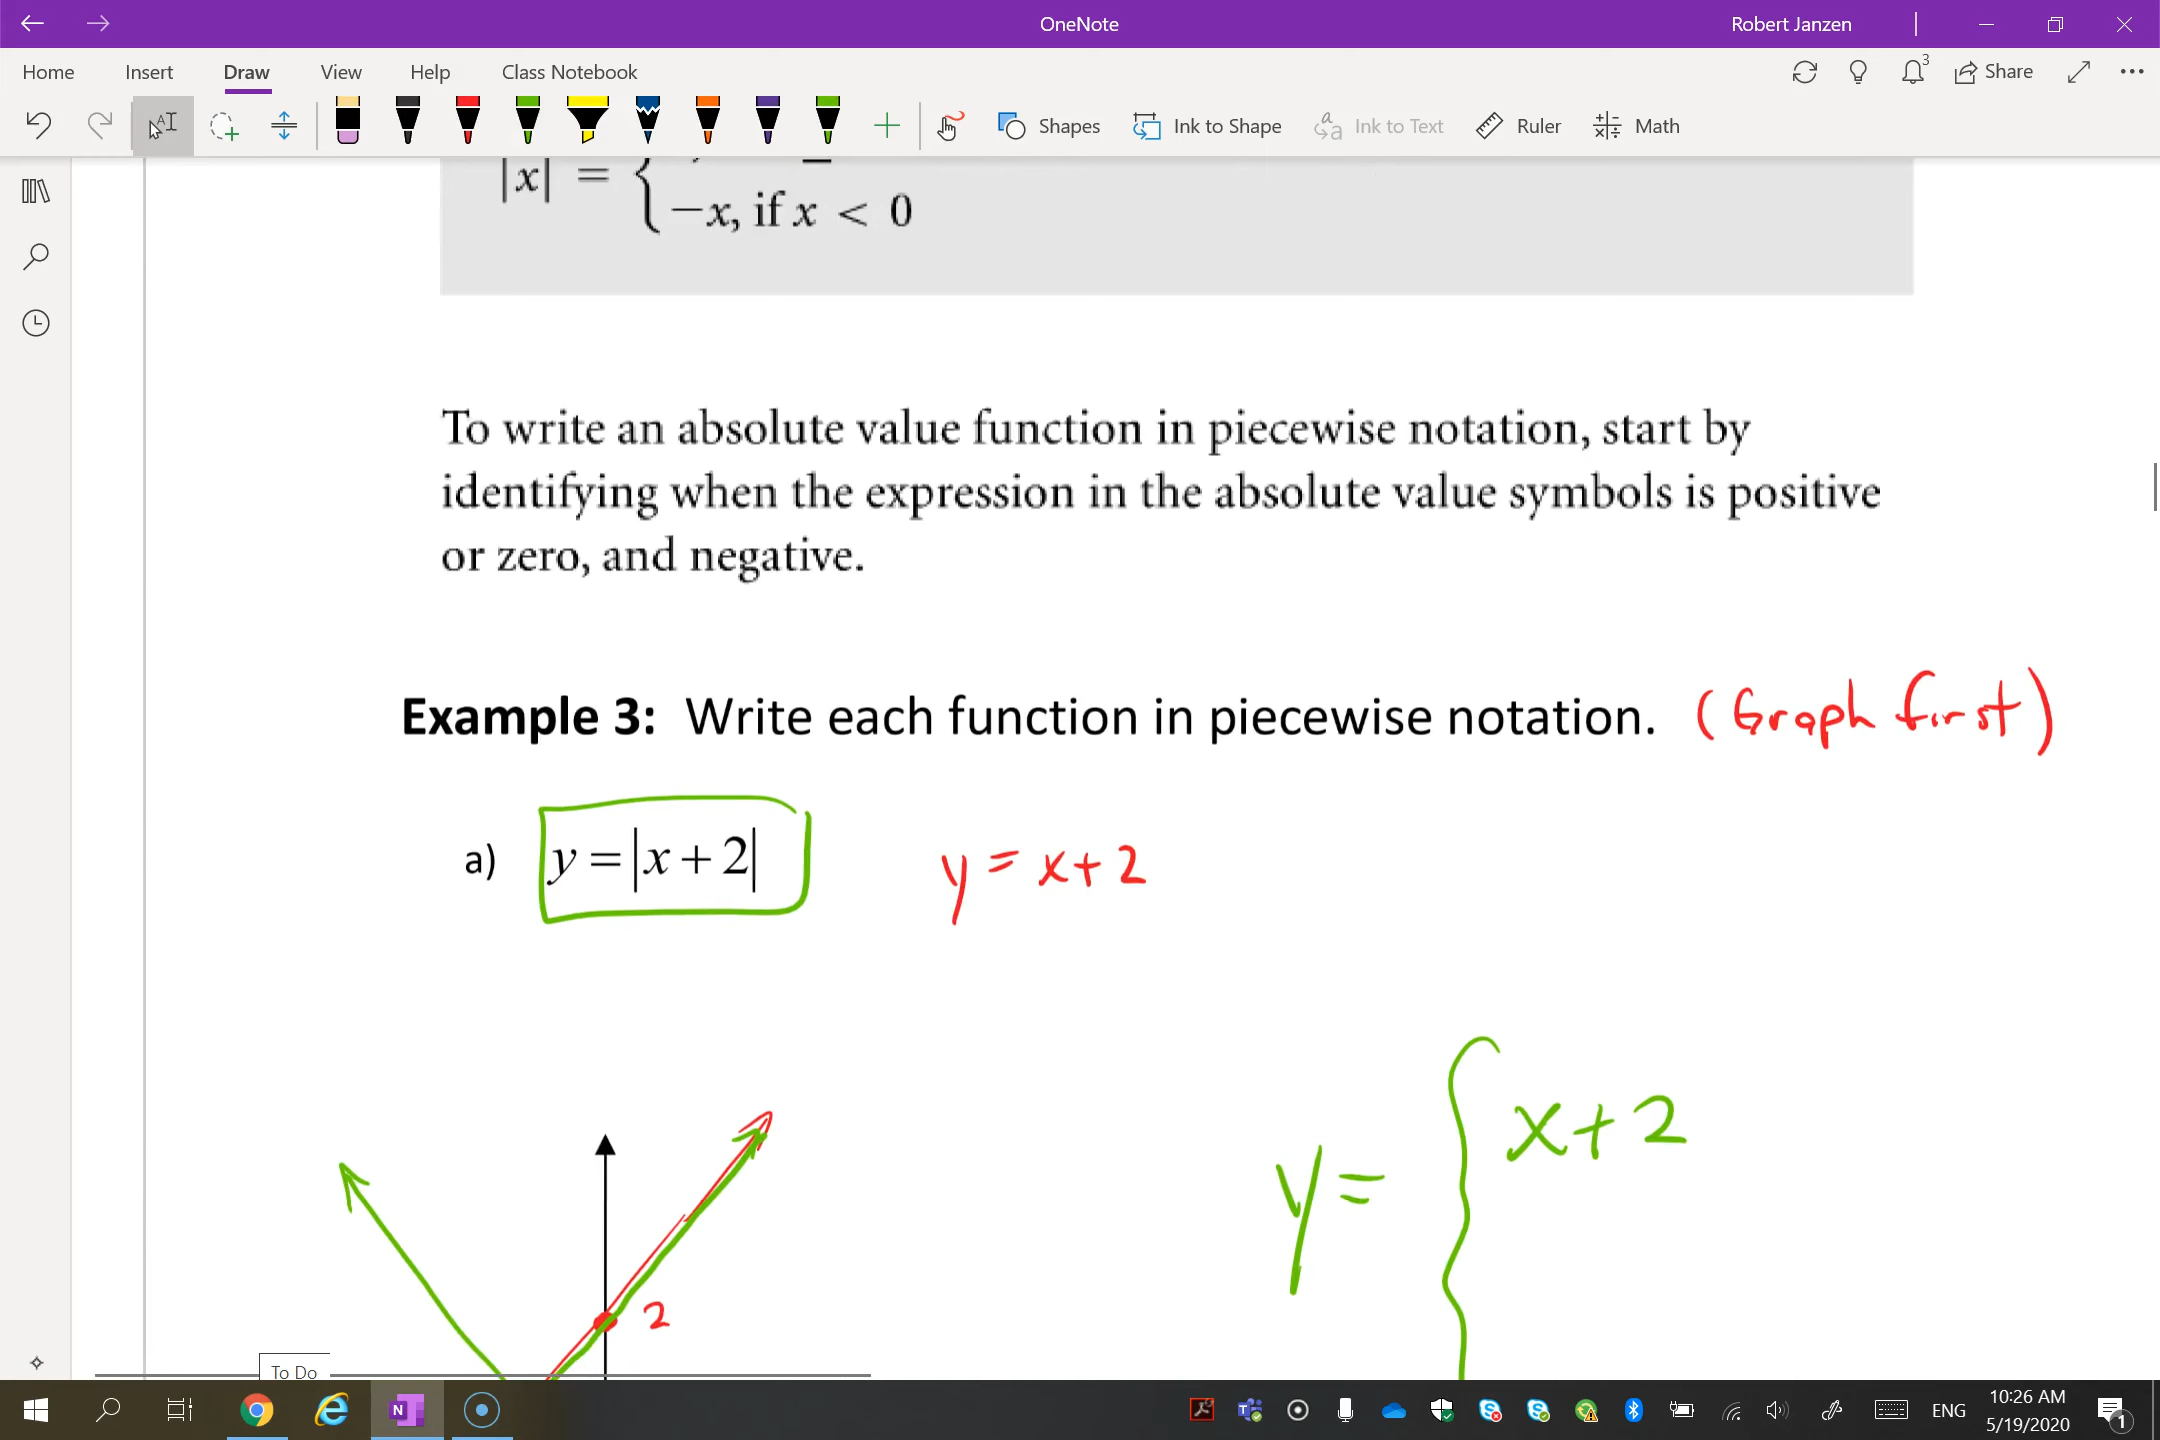 OneNote
Robert Janzen
Home Insert Draw View Help Class Notebook
3
Share
Shapes Ink to Shape Ink to Text Ruler Math
|x| = {
−x, if x < 0
To write an absolute value function in piecewise notation, start by
identifying when the expression in the absolute value symbols is positive
or zero, and negative.
Example 3: Write each function in piecewise notation. (Graph first)
a) y = |x + 2| y = x + 2
y = { x + 2
2
To Do
ENG
10:26 AM
5/19/2020
1